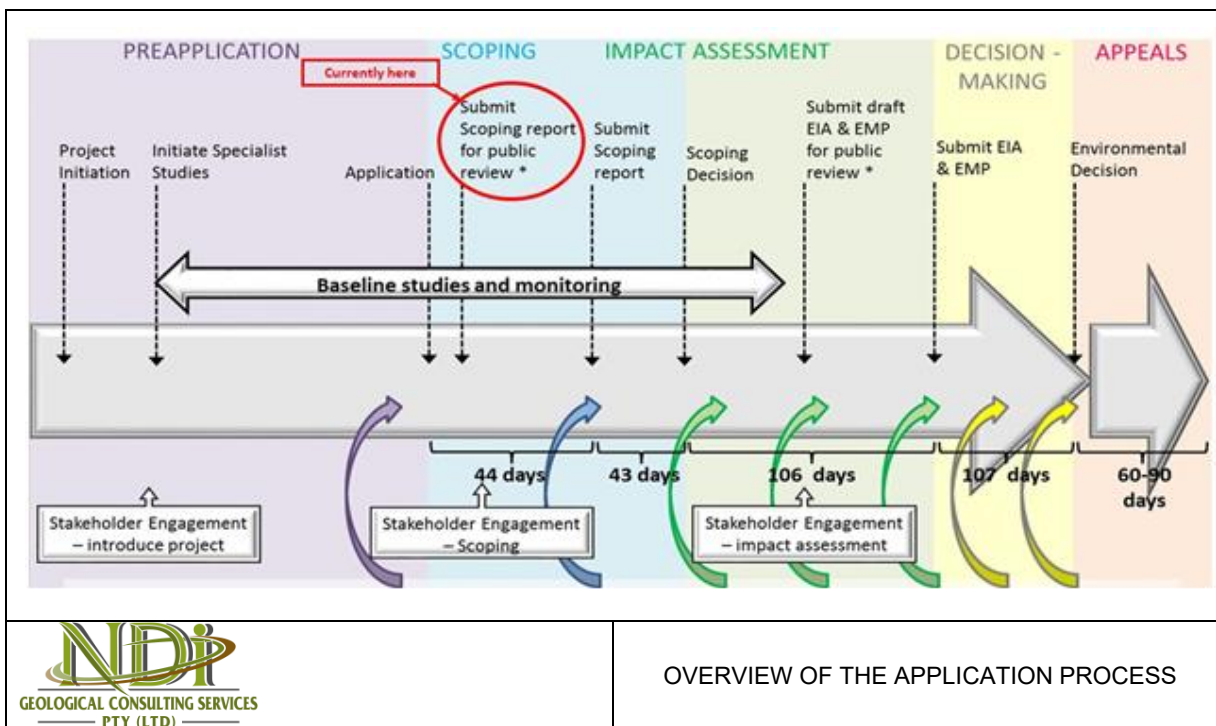 PREAPPLICATION
SCOPING
IMPACT ASSESSMENT
DECISION -
MAKING
APPEALS
Currently here
Project
Initiation
Initiate Specialist
Studies
Application
Submit
Scoping report
for public
review *
Submit
Scoping
report
Scoping
Decision
Submit draft
EIA & EMP
for public
review *
Submit EIA
& EMP
Environmental
Decision
Baseline studies and monitoring
44 days
43 days
106 days
107 days
60-90
days
Stakeholder Engagement
– introduce project
Stakeholder Engagement
– Scoping
Stakeholder Engagement
– impact assessment
NDi
GEOLOGICAL CONSULTING SERVICES
PTY (LTD)
OVERVIEW OF THE APPLICATION PROCESS